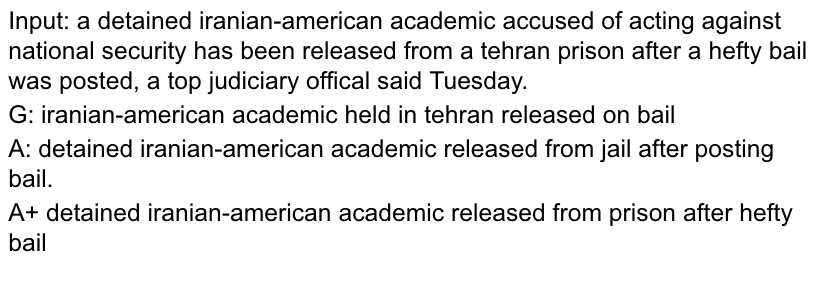 Input: a detained iranian-american academic accused of acting against
national security has been released from a tehran prison after a hefty bail
was posted, a top judiciary offical said Tuesday.
G: iranian-american academic held in tehran released on bail
A: detained iranian-american academic released from jail after posting
bail.
A+ detained iranian-american academic released from prison after hefty
bail